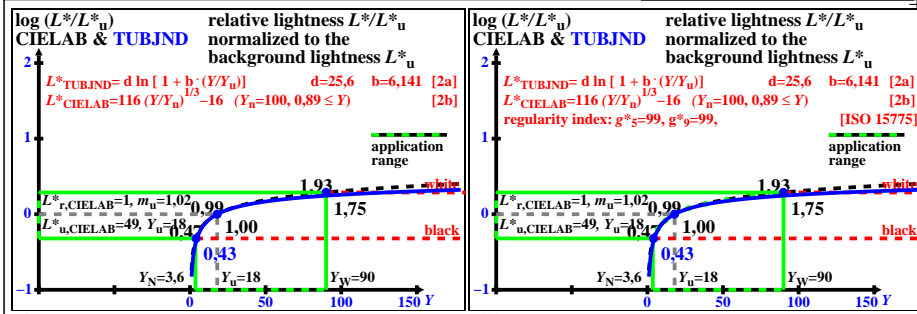 log (L*/L*u)
CIELAB & TUBJND
relative lightness L*/L*u
normalized to the
background lightness L*u
2
L*TUBJND= d ln [ 1 + b·(Y/Yu)] d=25,6 b=6,141 [2a]
L*CIELAB=116 (Y/Yn)1/3−16 (Yn=100, 0,89 ≤ Y) [2b]
1
application
range
1,93
white
L*r,CIELAB=1, mu=1,02
0,99
1,75
0
L*u,CIELAB=49, Yu=18
0,47
1,00
black
0,43
YN=3,6
Yu=18
YW=90
−1
0
50
100
150
Y
log (L*/L*u)
CIELAB & TUBJND
relative lightness L*/L*u
normalized to the
background lightness L*u
2
L*TUBJND= d ln [ 1 + b·(Y/Yu)] d=25,6 b=6,141 [2a]
L*CIELAB=116 (Y/Yn)1/3−16 (Yn=100, 0,89 ≤ Y) [2b]
regularity index: g*5=99, g*9=99, [ISO 15775]
1
application
range
1,93
white
L*r,CIELAB=1, mu=1,02
0,99
1,75
0
L*u,CIELAB=49, Yu=18
0,47
1,00
black
0,43
YN=3,6
Yu=18
YW=90
−1
0
50
100
150
Y